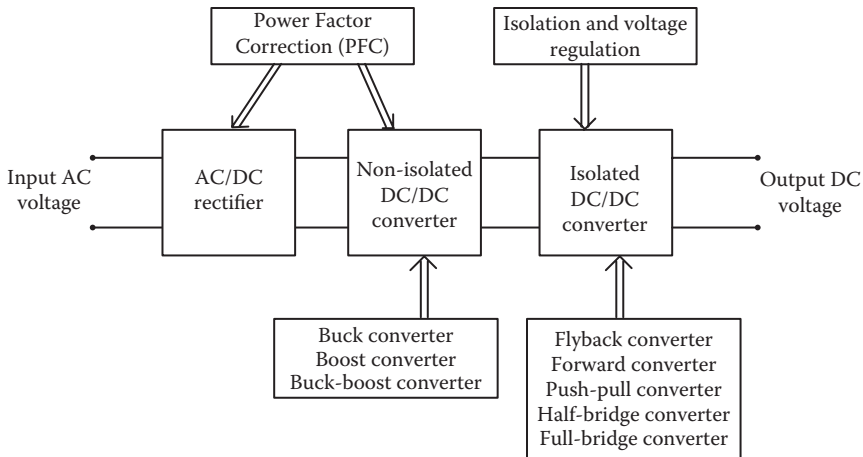 Power Factor
Correction (PFC)
Isolation and voltage
regulation
Input AC
voltage
AC/DC
rectifier
Non-isolated
DC/DC
converter
Isolated
DC/DC
converter
Output DC
voltage
Buck converter
Boost converter
Buck-boost converter
Flyback converter
Forward converter
Push-pull converter
Half-bridge converter
Full-bridge converter